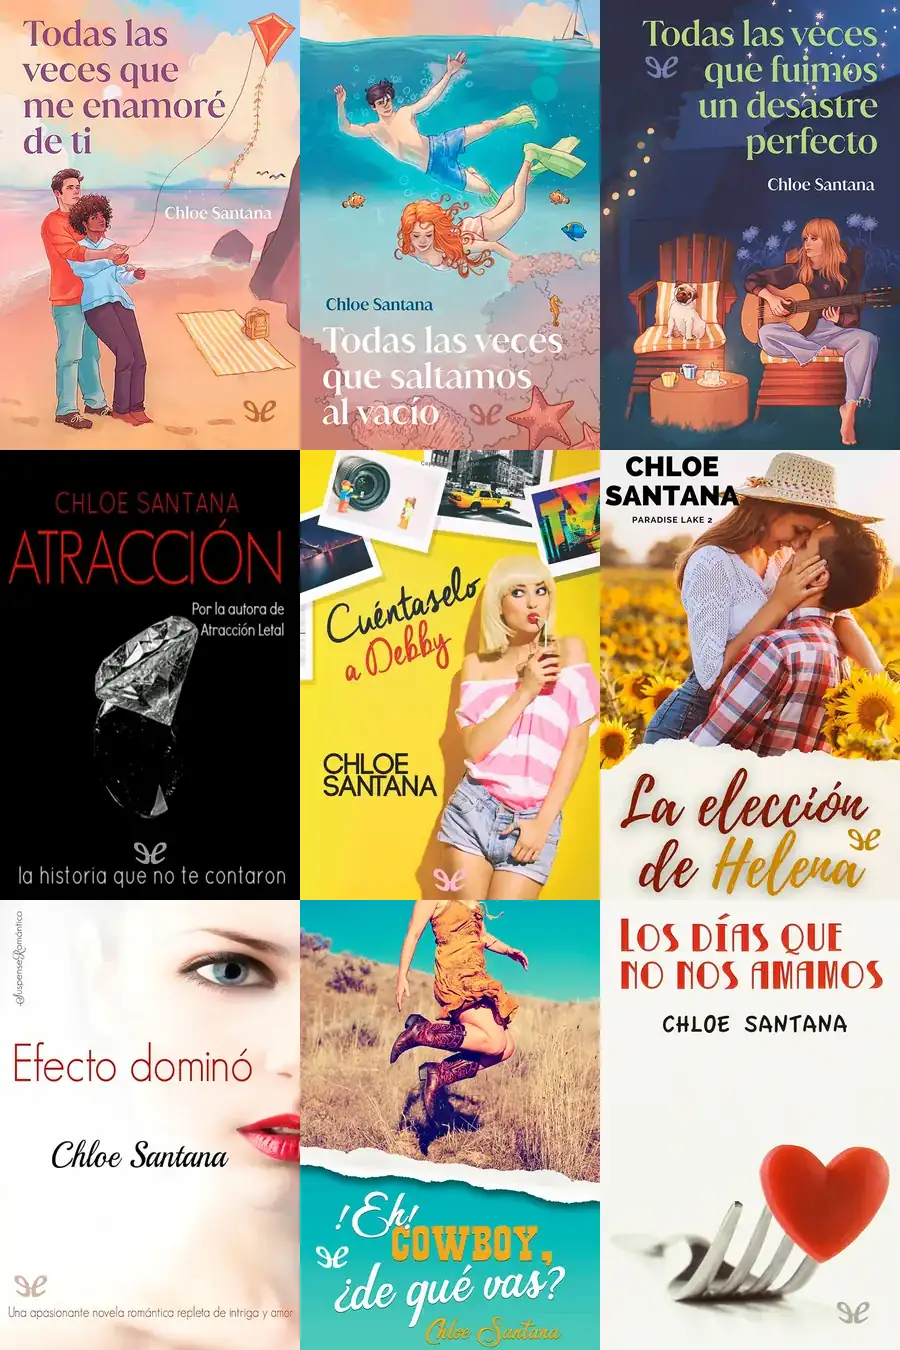 Todas las
veces que
me enamoré
de ti
Chloe Santana
Chloe Santana
Todas las veces
que saltamos
al vacío
Todas las veces
que fuimos
un desastre
perfecto
Chloe Santana
CHLOE SANTANA
ATRACCIÓN
Por la autora de
Atracción Letal
la historia que no te contaron
Cuéntaselo
a Debby
CHLOE
SANTANA
CHLOE
SANTANA
PARADISE LAKE 2
La elección
de Helena
SuspenseRomántico
Efecto dominó
Chloe Santana
Una apasionante novela romántica repleta de intriga y amor
¡Eh!
COWBOY,
¿de qué vas?
Chloe Santana
LOS DÍAS QUE
NO NOS AMAMOS
CHLOE SANTANA